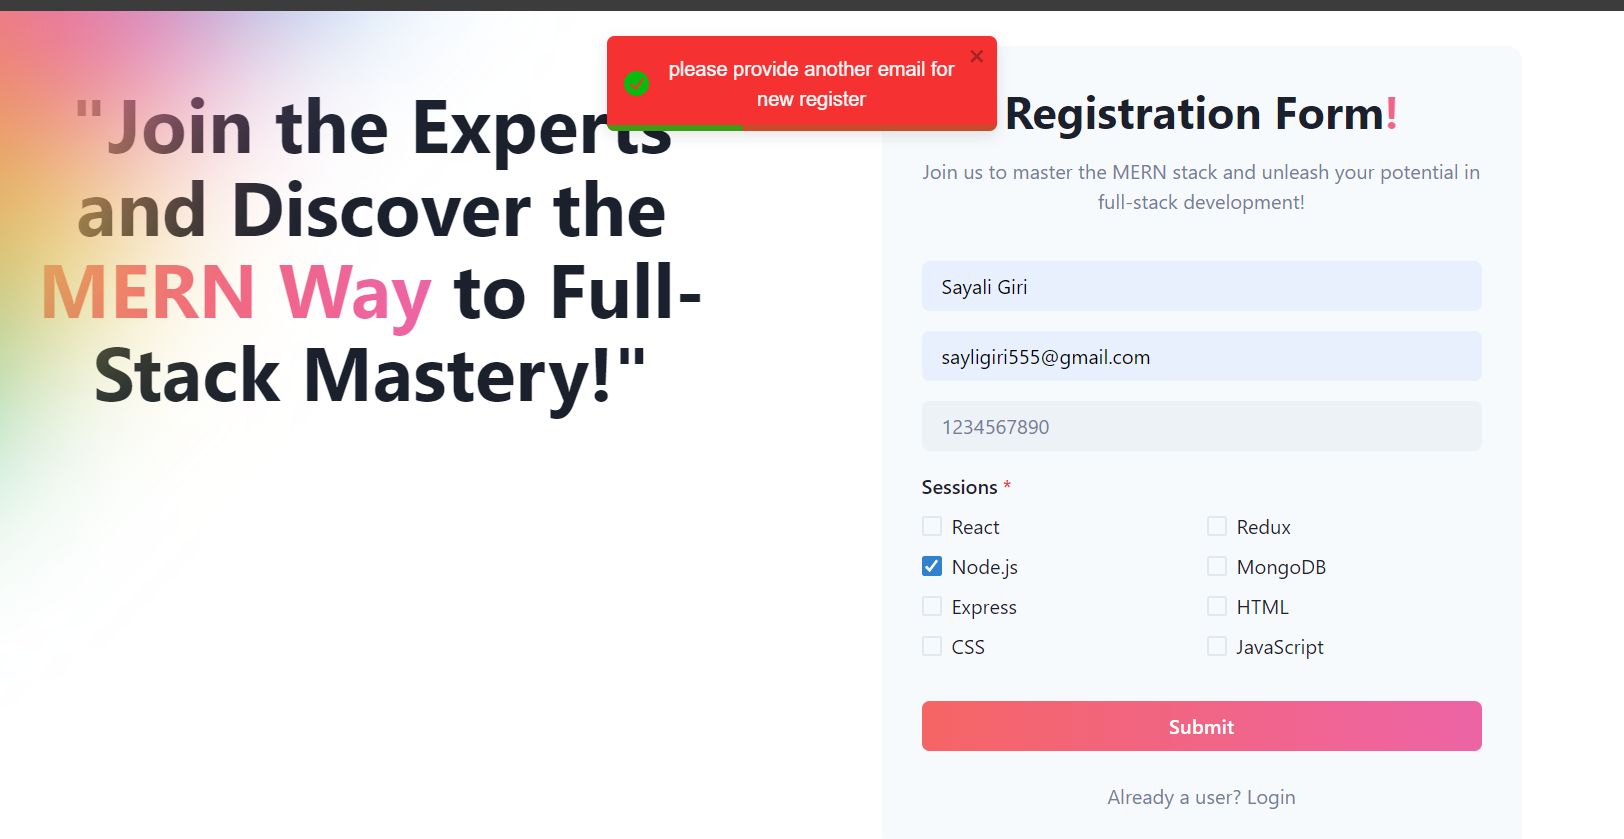 please provide another email for
new register
"Join the Experts
and Discover the
MERN Way to Full-
Stack Mastery!"
Registration Form!
Join us to master the MERN stack and unleash your potential in
full-stack development!
Sayali Giri
sayligiri555@gmail.com
1234567890
Sessions *
React
Redux
Node.js
MongoDB
Express
HTML
CSS
JavaScript
Submit
Already a user? Login